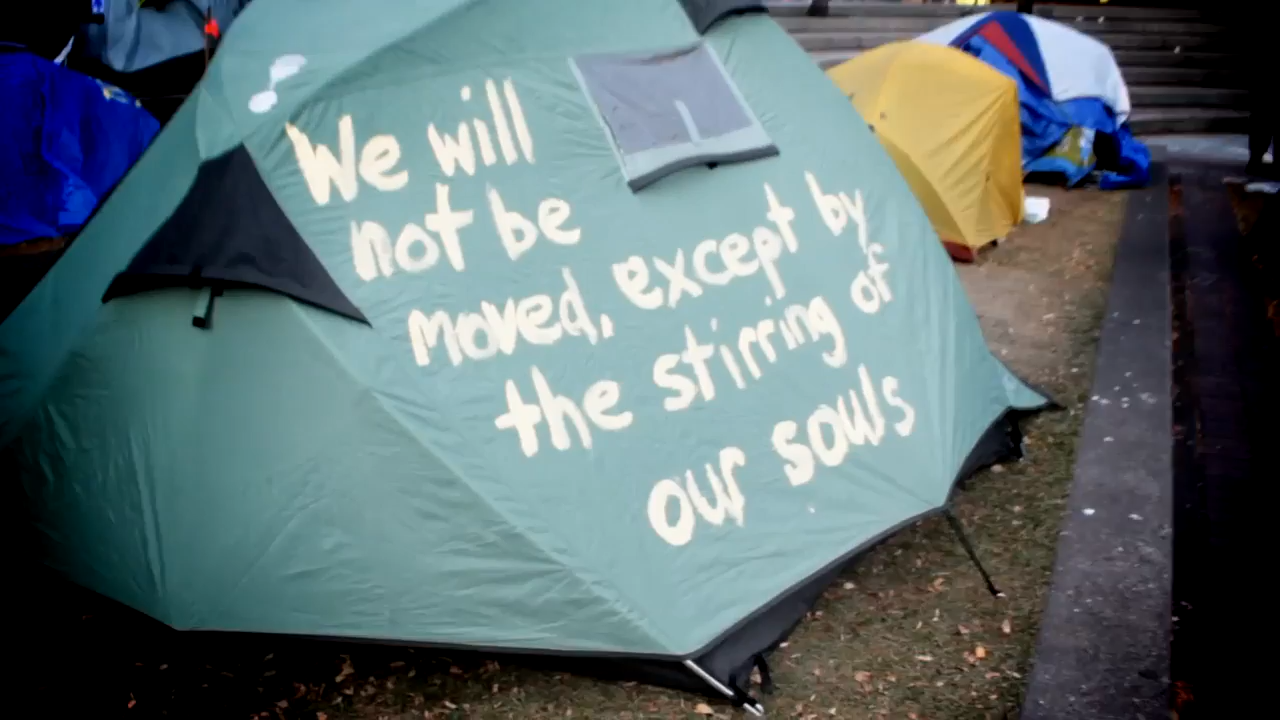 We will
not be
moved, except by
the stirring of
our souls